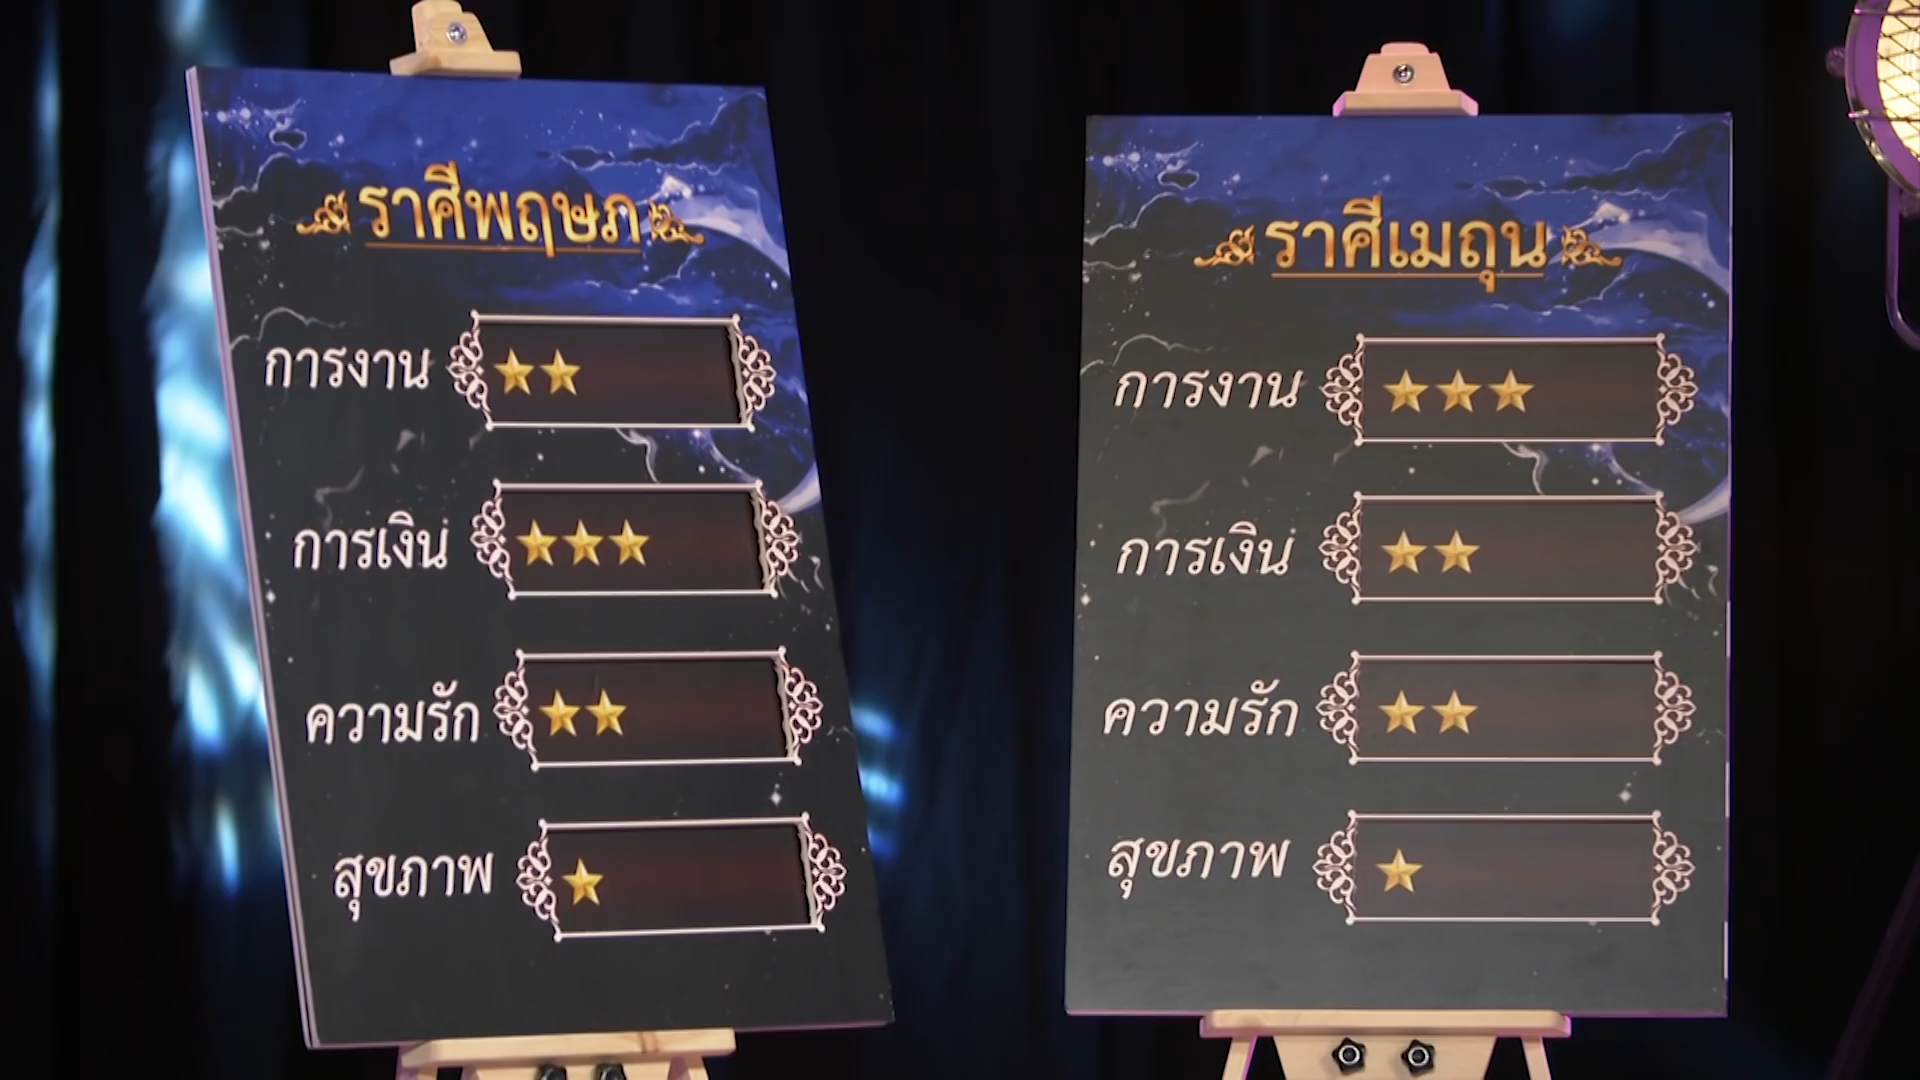 ราศีพฤษภ
การงาน
การเงิน
ความรัก
สุขภาพ
ราศีเมถุน
การงาน
การเงิน
ความรัก
สุขภาพ